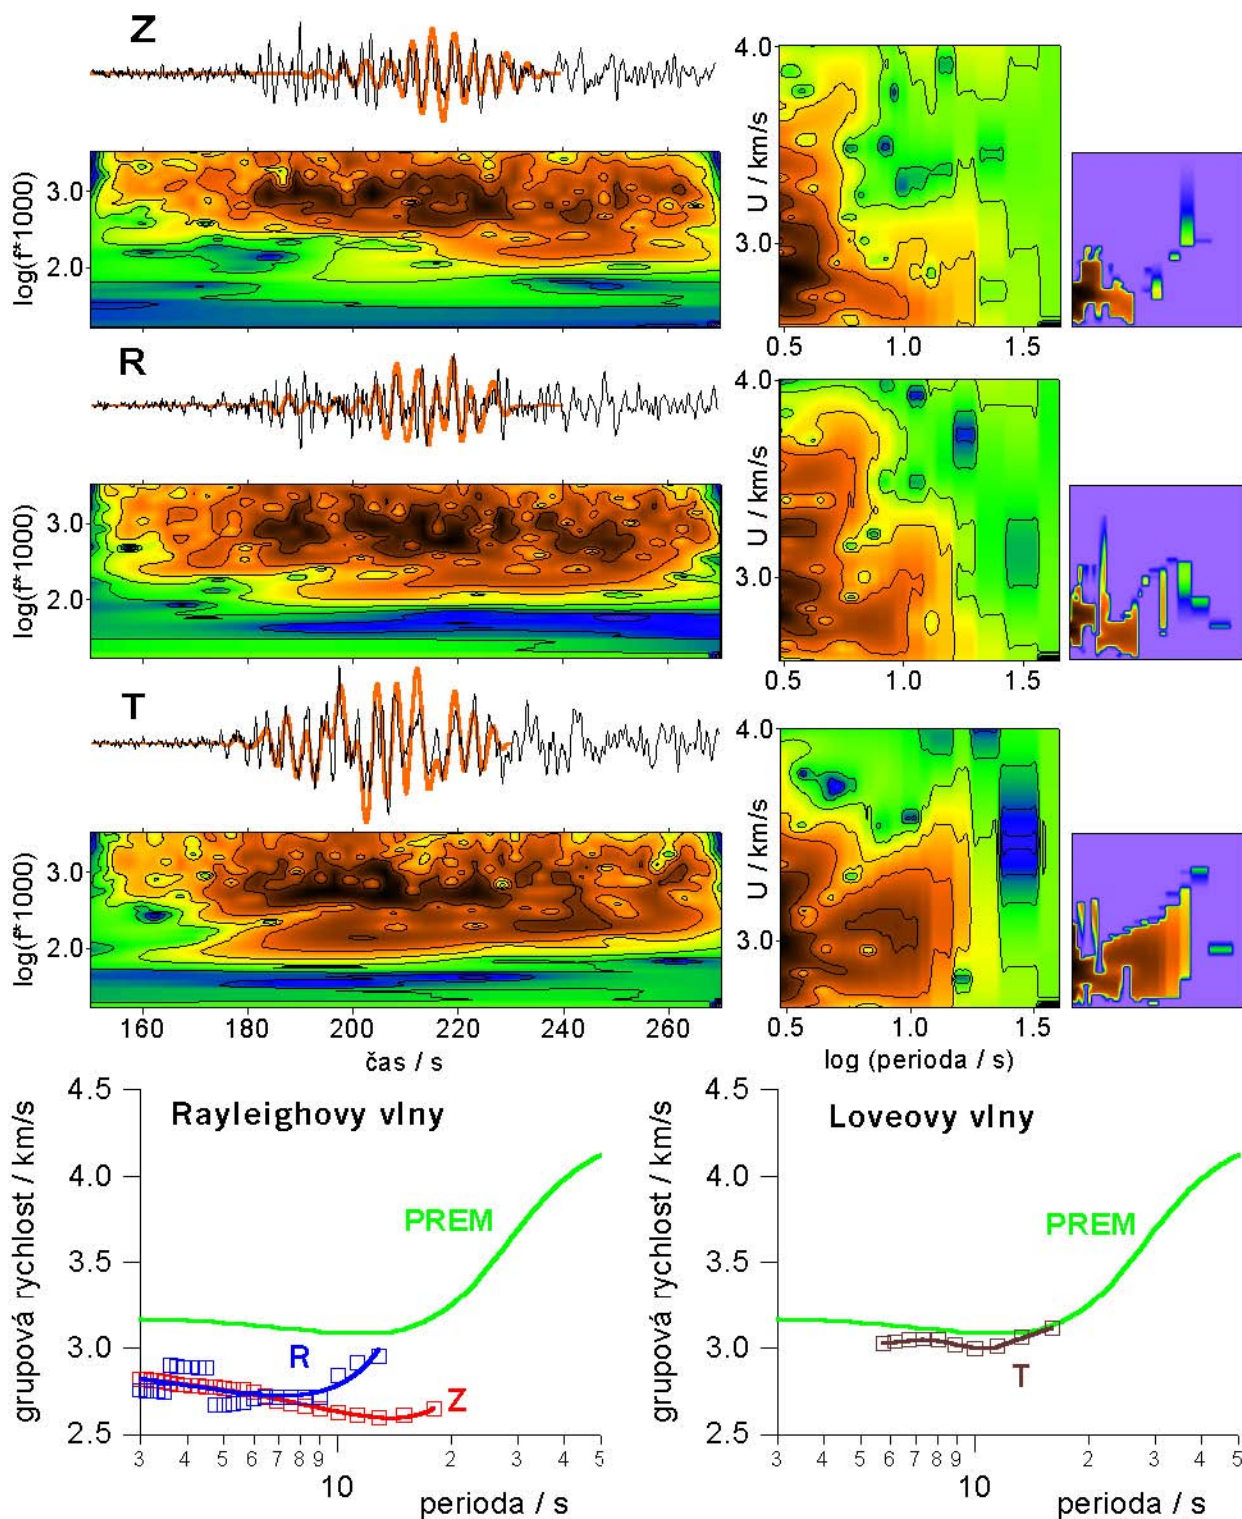 Z
4.0
log(f*1000)
3.0
2.0
U / km/s
3.0
0.5 1.0 1.5
R
4.0
log(f*1000)
3.0
2.0
U / km/s
3.0
0.5 1.0 1.5
T
4.0
log(f*1000)
3.0
2.0
U / km/s
3.0
160 180 200 220 240 260
čas / s
0.5 1.0 1.5
log (perioda / s)
grupová rychlost / km/s
4.5
4.0
3.5
3.0
2.5
Rayleighovy vlny
PREM
R
Z
3 4 5 6 7 8 9 2 3 4 5
10
perioda / s
grupová rychlost / km/s
4.5
4.0
3.5
3.0
2.5
Loveovy vlny
PREM
T
3 4 5 6 7 8 9 2 3 4 5
10
perioda / s